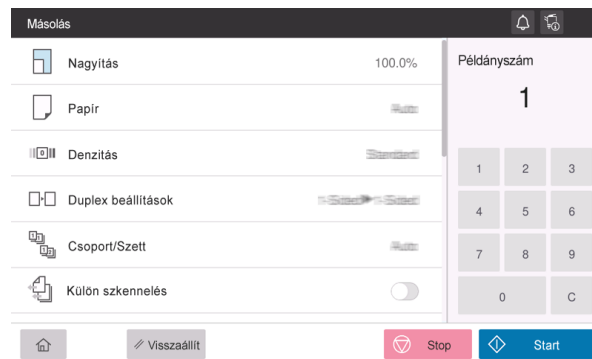 Másolás
Nagyítás 100.0%
Papír
Denzitás
Duplex beállítások
Csoport/Szett
Külön szkennelés
Példányszám
1
1 2 3
4 5 6
7 8 9
0 C
Visszaállít
Stop
Start